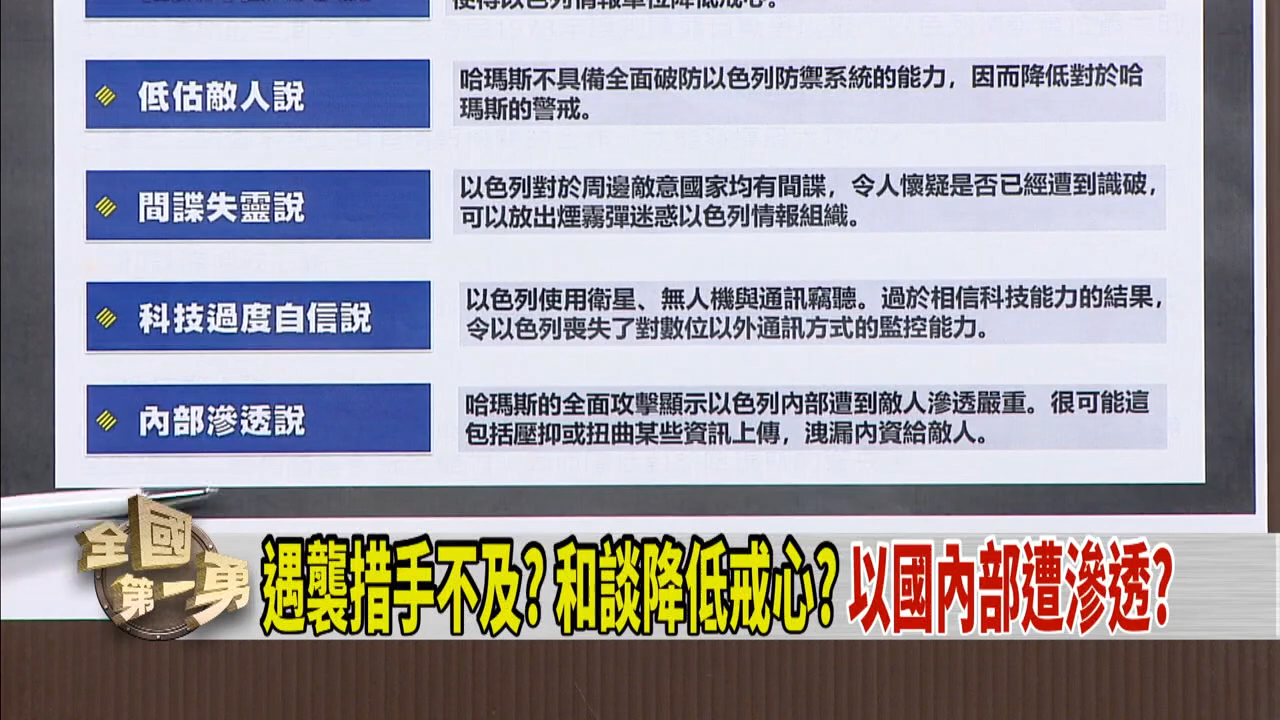 使得以色列情報單位降低戒心。
低估敵人說
哈瑪斯不具備全面破防以色列防禦系統的能力，因而降低對於哈
瑪斯的警戒。
間諜失靈說
以色列對於周邊敵意國家均有間諜，令人懷疑是否已經遭到識破，
可以放出煙霧彈迷惑以色列情報組織。
科技過度自信說
以色列使用衛星、無人機與通訊竊聽。過於相信科技能力的結果，
令以色列喪失了對數位以外通訊方式的監控能力。
內部滲透說
哈瑪斯的全面攻擊顯示以色列內部遭到敵人滲透嚴重。很可能這
包括壓抑或扭曲某些資訊上傳，洩漏內資給敵人。
全國
第一勇
遇襲措手不及? 和談降低戒心? 以國內部遭滲透?